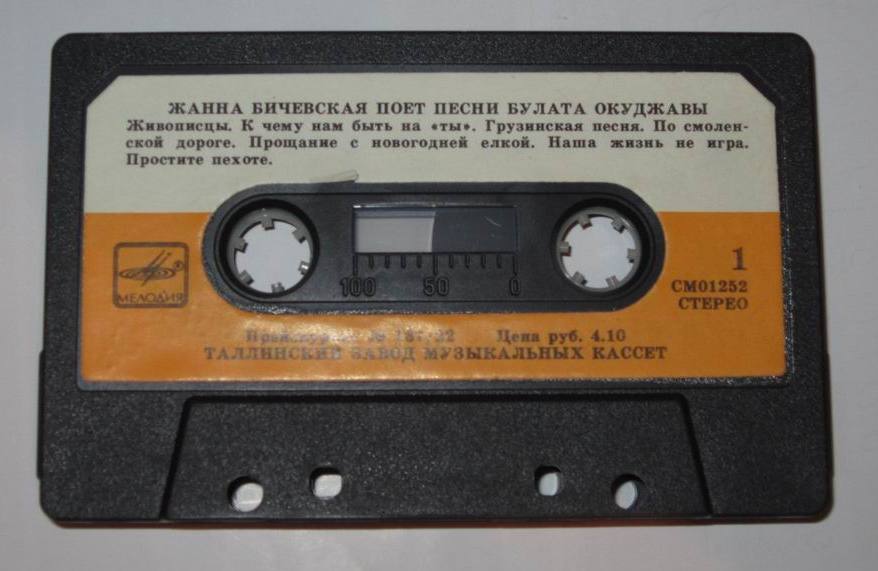 ЖАННА БИЧЕВСКАЯ ПОЕТ ПЕСНИ БУЛАТА ОКУДЖАВЫ
Живописцы. К чему нам быть на «ты». Грузинская песня. По смолен-
ской дороге. Прощание с новогодней елкой. Наша жизнь не игра.
Простите пехоте.
МЕЛОДИЯ
100 50 0
1
СМ01252
СТЕРЕО
Прейскурант № Цена руб. 4.10
ТАЛЛИНСКИЙ ЗАВОД МУЗЫКАЛЬНЫХ КАССЕТ